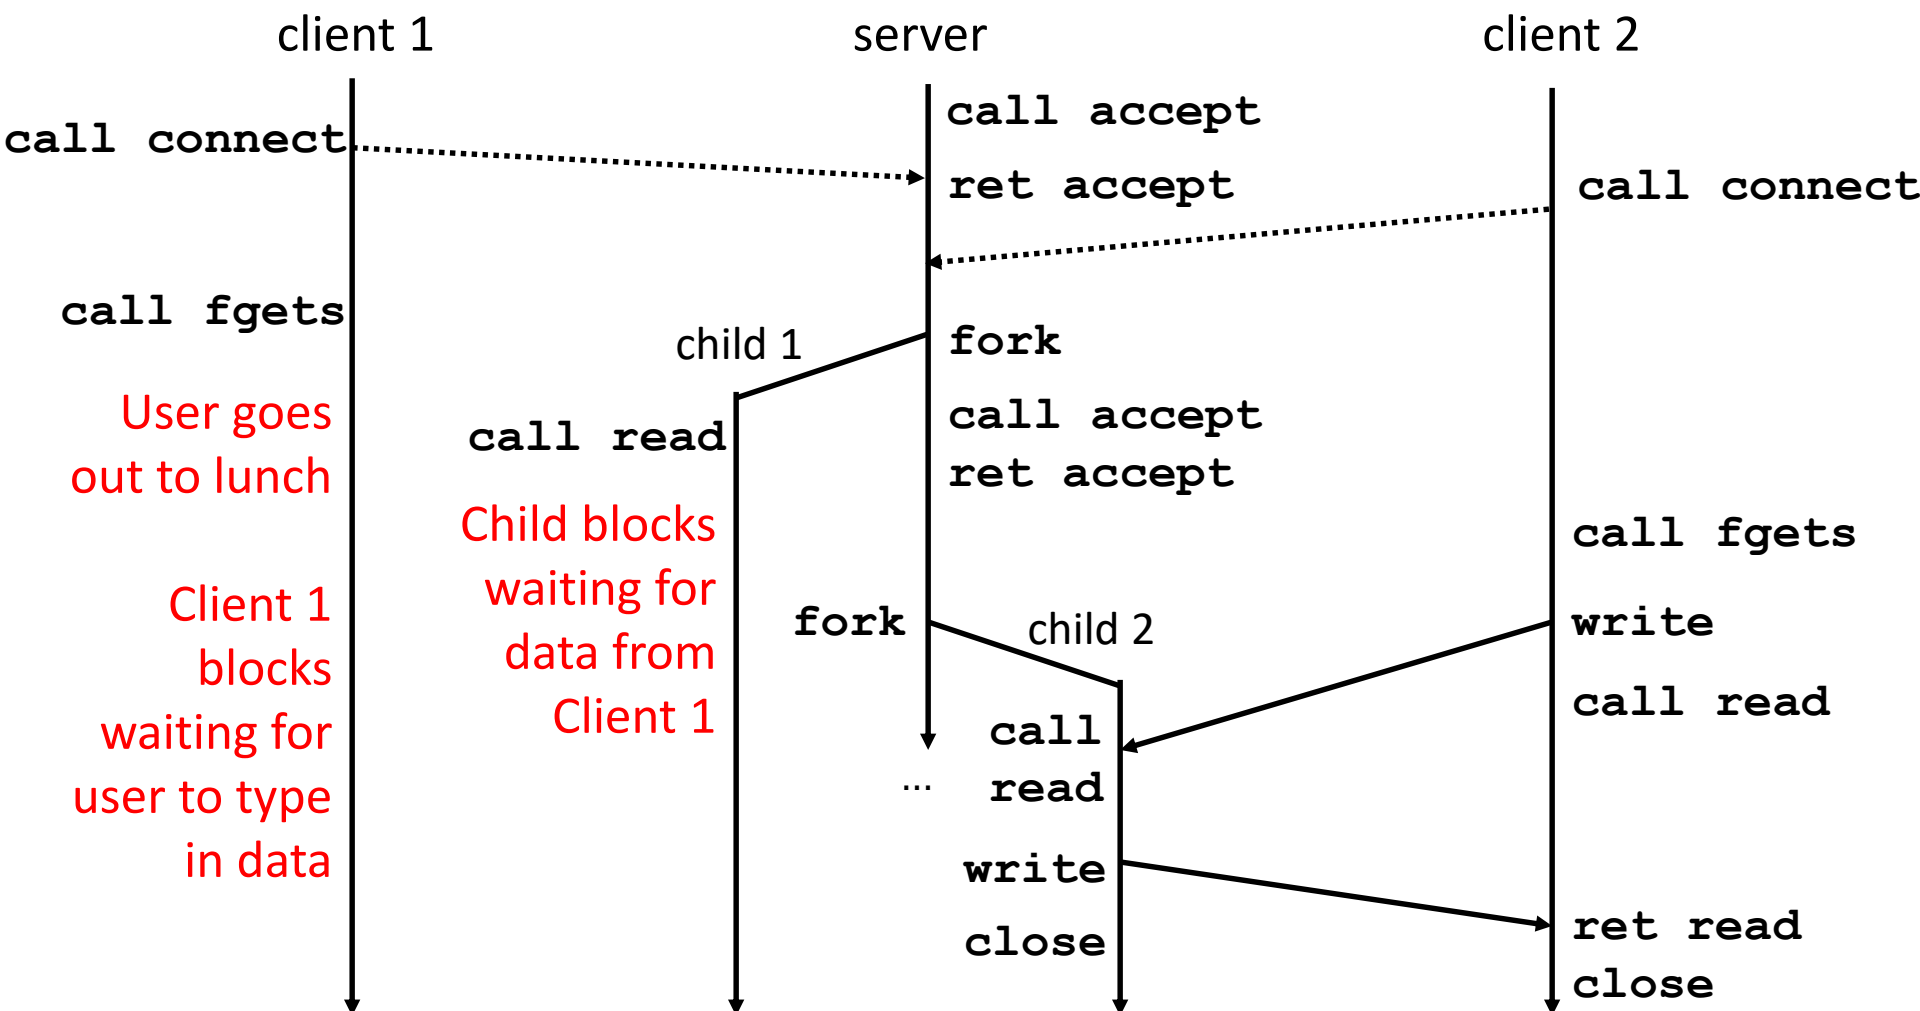 client 1
server
client 2
call connect
call accept
ret accept
call connect
call fgets
child 1
fork
User goes
out to lunch
call read
call accept
ret accept
Child blocks
waiting for
data from
Client 1
call fgets
Client 1
blocks
waiting for
user to type
in data
fork
child 2
write
call read
call
read
...
write
close
ret read
close